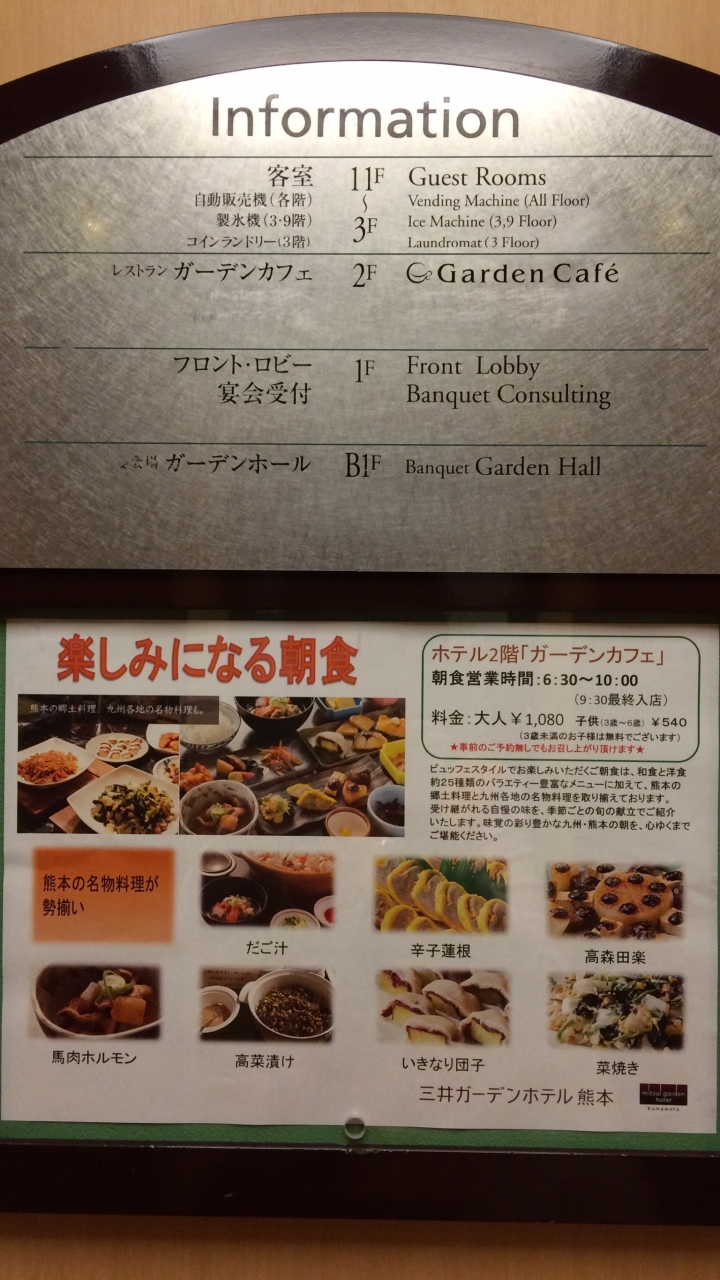 Information
客室 11F Guest Rooms
自動販売機(各階) 〜 Vending Machine (All Floor)
製氷機(3·9階) 3F Ice Machine (3,9 Floor)
コインランドリー(3階) Laundromat (3 Floor)
レストラン ガーデンカフェ 2F Garden Café
フロント・ロビー 1F Front Lobby
宴会受付 Banquet Consulting
宴会場 ガーデンホール B1F Banquet Garden Hall
楽しみになる朝食
熊本の郷土料理、九州各地の名物料理も。
ホテル2階「ガーデンカフェ」
朝食営業時間：6：30～10：00
（9：30最終入店）
料金：大人￥1,080 子供（3歳～6歳）￥540
（3歳未満のお子様は無料でございます）
★事前のご予約無しでもお召し上がり頂けます★
ビュッフェスタイルでお楽しみいただくご朝食は、和食と洋食
約25種類のバラエティー豊富なメニューに加えて、熊本の
郷土料理と九州各地の名物料理を取り揃えております。
受け継がれる自慢の味を、季節ごとの旬の献立でご紹介
いたします。味覚の彩り豊かな九州・熊本の朝を、心ゆくまで
ご堪能ください。
熊本の名物料理が
勢揃い
だご汁
辛子蓮根
高森田楽
馬肉ホルモン
高菜漬け
いきなり団子
菜焼き
三井ガーデンホテル 熊本
mitsui garden
hotel
Kumamoto